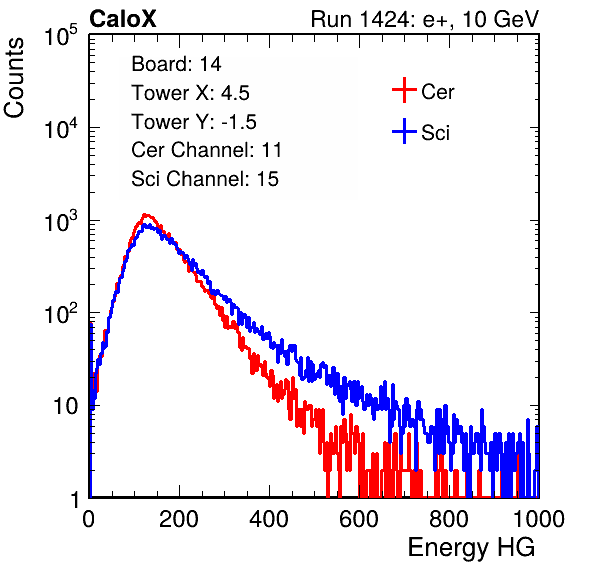 CaloX Run 1424: e+, 10 GeV
Counts
Board: 14
Tower X: 4.5
Tower Y: -1.5
Cer Channel: 11
Sci Channel: 15
Cer
Sci
10^5
10^4
10^3
10^2
10
1
0 200 400 600 800 1000
Energy HG